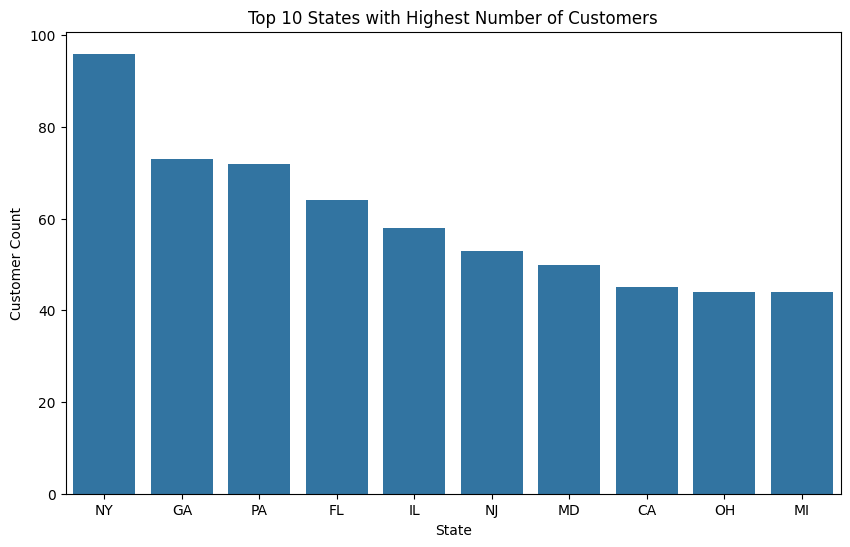 Top 10 States with Highest Number of Customers
100
80
60
40
20
0
Customer Count
NY GA PA FL IL NJ MD CA OH MI
State